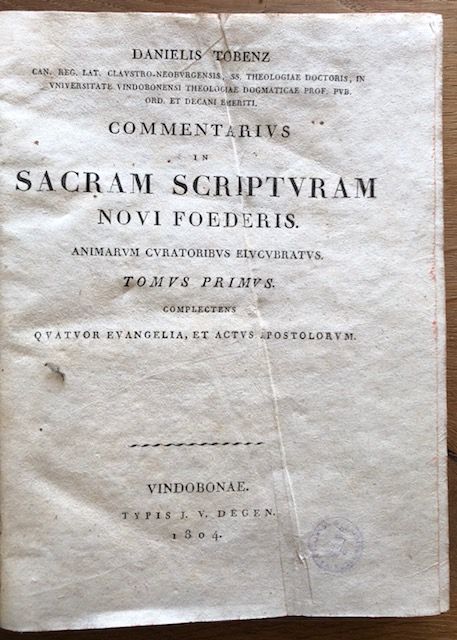 DANIELIS TOBENZ
CAN. REG. LAT. CLAVSTRO-NEOBVRGENSIS, SS. THEOLOGIAE DOCTORIS, IN
VNIVERSITATE VINDOBONENSI THEOLOGIAE DOGMATICAE PROF. PVB.
ORD. ET DECANI EMERITI.
COMMENTARIVS
IN
SACRAM SCRIPTVRAM
NOVI FOEDERIS.
ANIMARVM CVRATORIBVS ELVCVBRATVS.
TOMVS PRIMVS.
COMPLECTENS
QVATVOR EVANGELIA, ET ACTVS APOSTOLORVM.
VINDOBONAE.
TYPIS J. V. DEGEN.
1804.